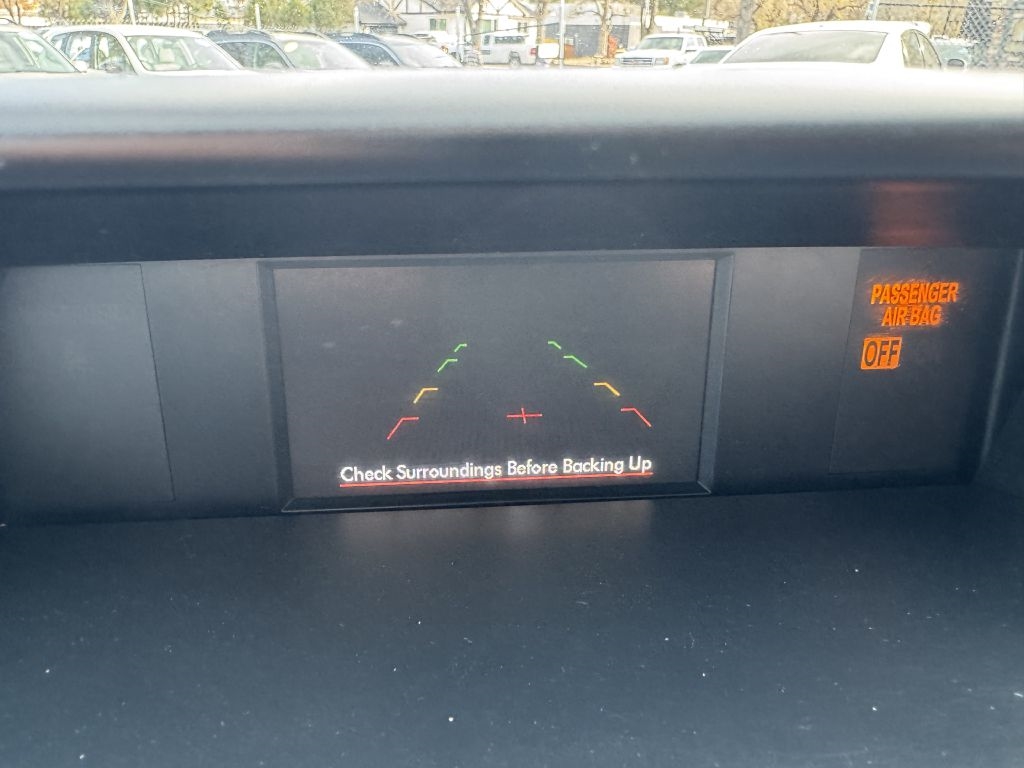 PASSENGER
AIR BAG
OFF
Check Surroundings Before Backing Up